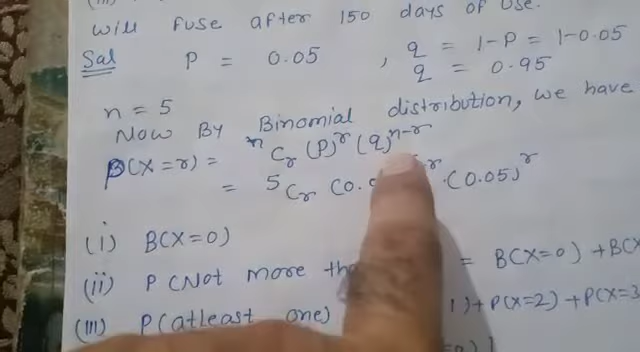 will fuse after 150 days of use.
Sol P = 0.05 , q = 1-P = 1-0.05
q = 0.95
n = 5
Now By Binomial distribution, we have
P(X=r) = ⁿCᵣ (P)ʳ (q)ⁿ⁻ʳ
= ⁵Cᵣ (0. ·(0.05)ʳ
(i) B(X=0)
(ii) P(Not more = B(X=0) + B(X
(iii) P(atleast one) 1)+P(X=2)+P(X=3